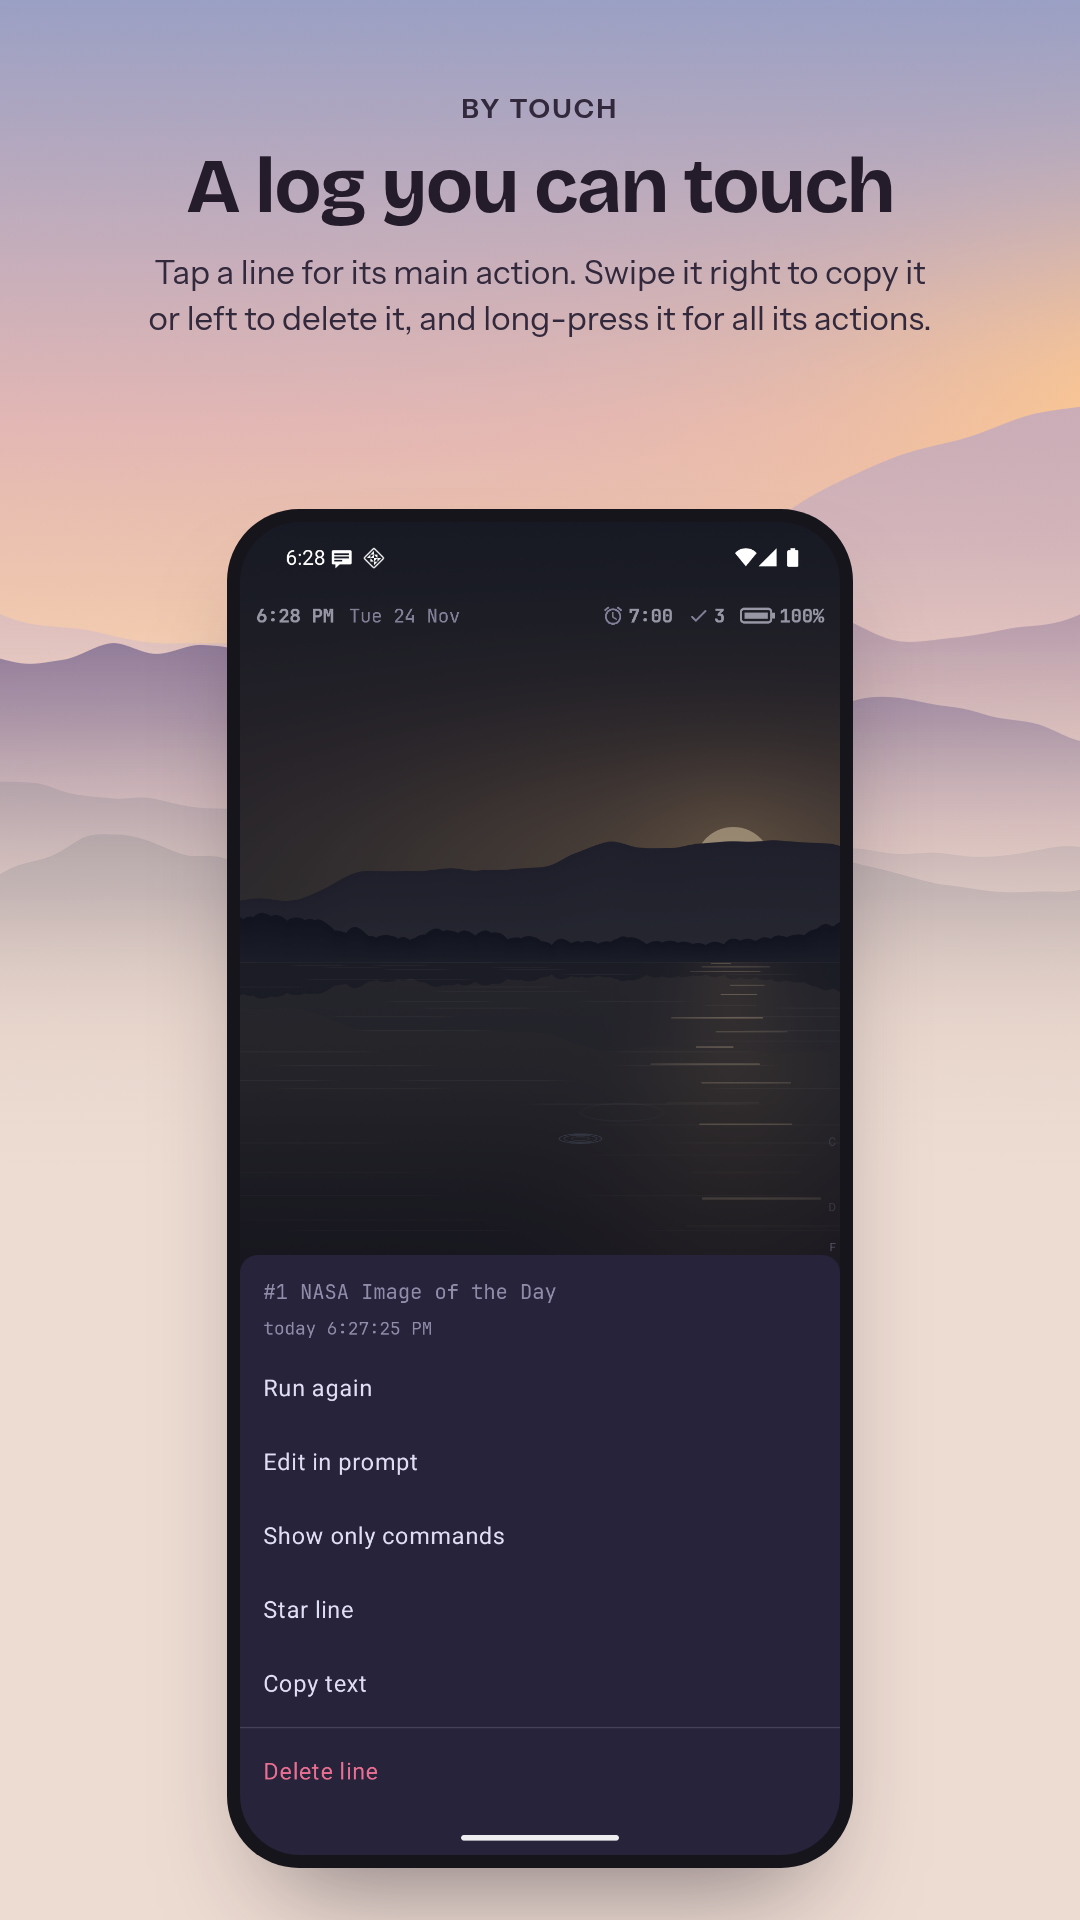 BY TOUCH
A log you can touch
Tap a line for its main action. Swipe it right to copy it
or left to delete it, and long-press it for all its actions.
6:28
6:28 PM Tue 24 Nov 7:00 3 100%
C
D
F
#1 NASA Image of the Day
today 6:27:25 PM
Run again
Edit in prompt
Show only commands
Star line
Copy text
Delete line